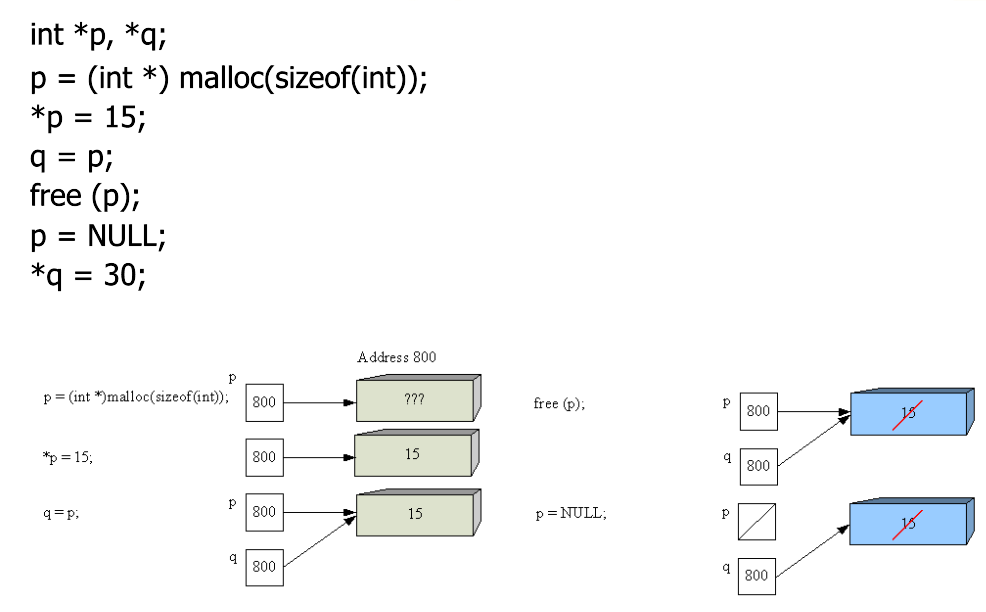 int *p, *q;
p = (int *) malloc(sizeof(int));
*p = 15;
q = p;
free (p);
p = NULL;
*q = 30;
Address 800
p = (int *)malloc(sizeof(int));
p
800
???
*p = 15;
800
15
q = p;
p
800
15
q
800
free (p);
p
800
15
q
800
p = NULL;
p
15
q
800